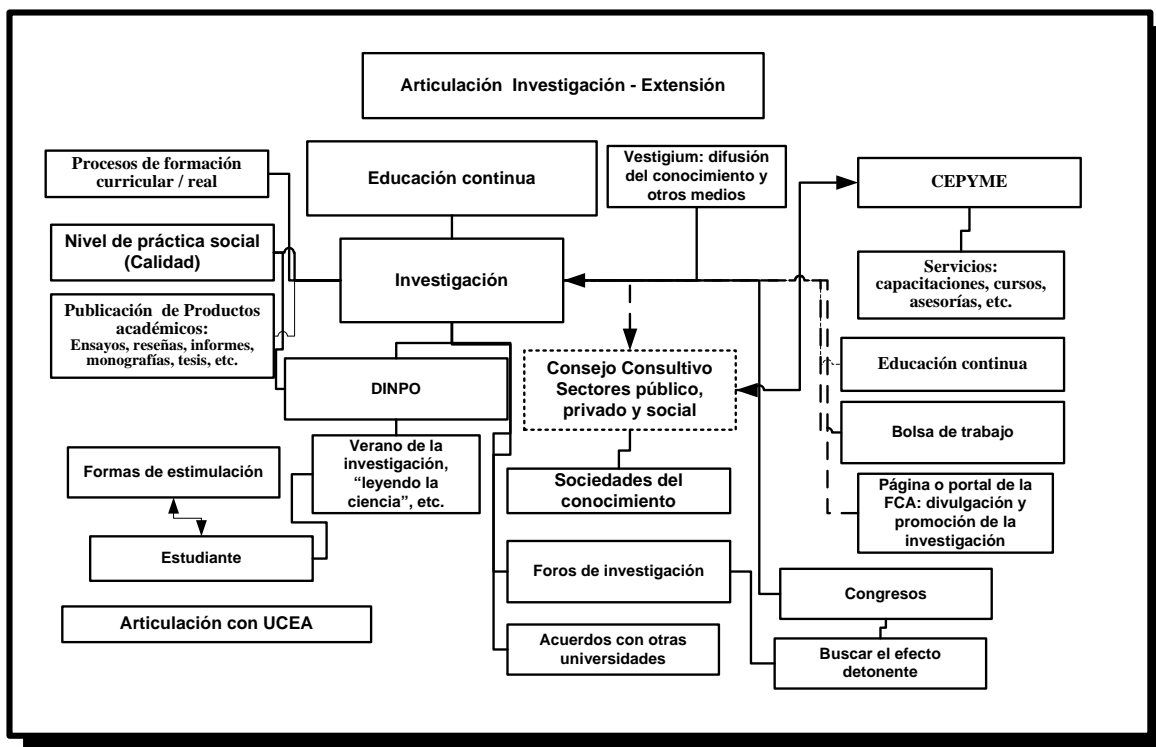 Articulación Investigación - Extensión
Procesos de formación
curricular / real
Educación continua
Vestigium: difusión
del conocimiento y
otros medios
CEPYME
Nivel de práctica social
(Calidad)
Investigación
Servicios:
capacitaciones, cursos,
asesorías, etc.
Publicación de Productos
académicos:
Ensayos, reseñas, informes,
monografías, tesis, etc.
DINPO
Consejo Consultivo
Sectores público,
privado y social
Educación continua
Bolsa de trabajo
Formas de estimulación
Verano de la
investigación,
“leyendo la
ciencia”, etc.
Sociedades del
conocimiento
Página o portal de la
FCA: divulgación y
promoción de la
investigación
Estudiante
Foros de investigación
Congresos
Articulación con UCEA
Acuerdos con otras
universidades
Buscar el efecto
detonente